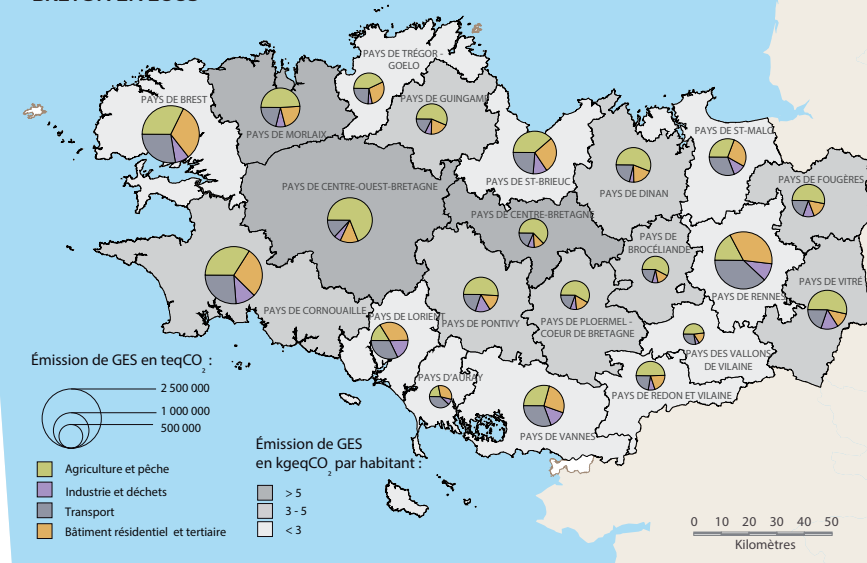 PAYS DE TRÉGOR -
GOELO
PAYS DE BREST
PAYS DE GUINGAMP
PAYS DE MORLAIX
PAYS DE ST-MALO
PAYS DE CENTRE-OUEST-BRETAGNE
PAYS DE ST-BRIEUC
PAYS DE DINAN
PAYS DE FOUGÈRES
PAYS DE CENTRE-BRETAGNE
PAYS DE
BROCÉLIANDE
PAYS DE VITRÉ
PAYS DE RENNES
PAYS DE CORNOUAILLE
PAYS DE LORIENT
PAYS DE PONTIVY
PAYS DE PLOERMEL -
COEUR DE BRETAGNE
PAYS DES VALLONS
DE VILAINE
PAYS D'AURAY
PAYS DE REDON ET VILAINE
PAYS DE VANNES
Émission de GES en teqCO2 :
2 500 000
1 000 000
500 000
Agriculture et pêche
Industrie et déchets
Transport
Bâtiment résidentiel et tertiaire
Émission de GES
en kgeqCO2 par habitant :
> 5
3 - 5
< 3
0 10 20 30 40 50
Kilomètres